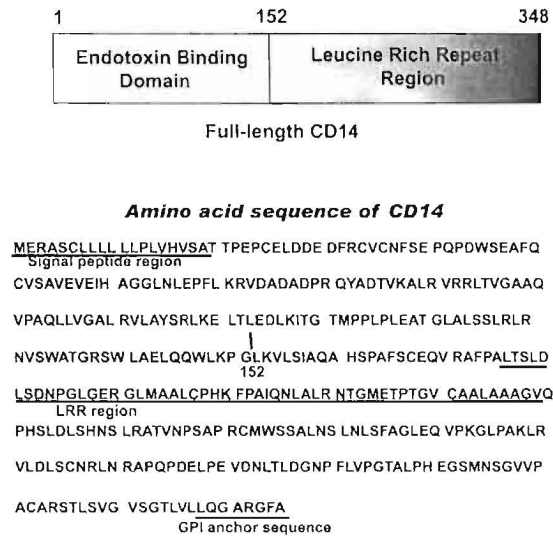 1 152 348
Endotoxin Binding Domain
Leucine Rich Repeat Region
Full-length CD14
Amino acid sequence of CD14
MERASCLLLL LLPLVHVSAT TPEPCELDDE DFRCVCNFSE PQPDWSEAFQ
Signal peptide region
CVSAVEVEIH AGGLNLEPFL KRVDADADPR QYADTVKALR VRRLTVGAAQ
VPAQLLVGAL RVLAYSRLKE LTLEDLKITG TMPPLPLEAT GLALSSLRLR
NVSWATGRSW LAELQQWLKP GLKVLSIAQA HSPAFSCEQV RAFPALTSLD
152
LSDNPGLGERG GLMAALCPHK FPAIQNLALR NTGMETPTGV CAALAAAGVQ
LRR region
PHSLDLSHNS LRATVNPSAP RCMWSSALNS LNLSFAGLEQ VPKGLPAKLR
VLDLSCNRLN RAPQPDELPE VDNLTLDGNP FLVPGTALPH EGSMNSGVVP
ACARSTLSVG VSGTLVLLQG ARGFA
GPI anchor sequence